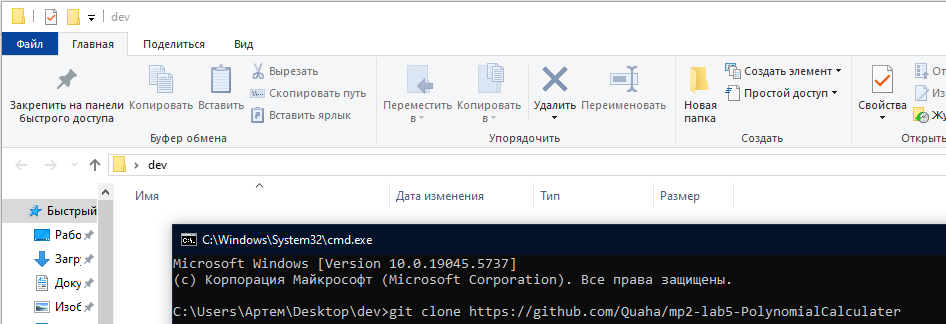 dev
Файл Главная Поделиться Вид
Закрепить на панели быстрого доступа
Копировать
Вставить
Вырезать
Скопировать путь
Вставить ярлык
Буфер обмена
Переместить в
Копировать в
Удалить
Переименовать
Упорядочить
Новая папка
Создать элемент
Простой доступ
Создать
Свойства
От
Из
Жу
Открыть
dev
Имя Дата изменения Тип Размер
Быстрый
Рабо
Загру
Доку
Изоб
C:\Windows\System32\cmd.exe
Microsoft Windows [Version 10.0.19045.5737]
(c) Корпорация Майкрософт (Microsoft Corporation). Все права защищены.
C:\Users\Артем\Desktop\dev>git clone https://github.com/Quaha/mp2-lab5-PolynomialCalculater